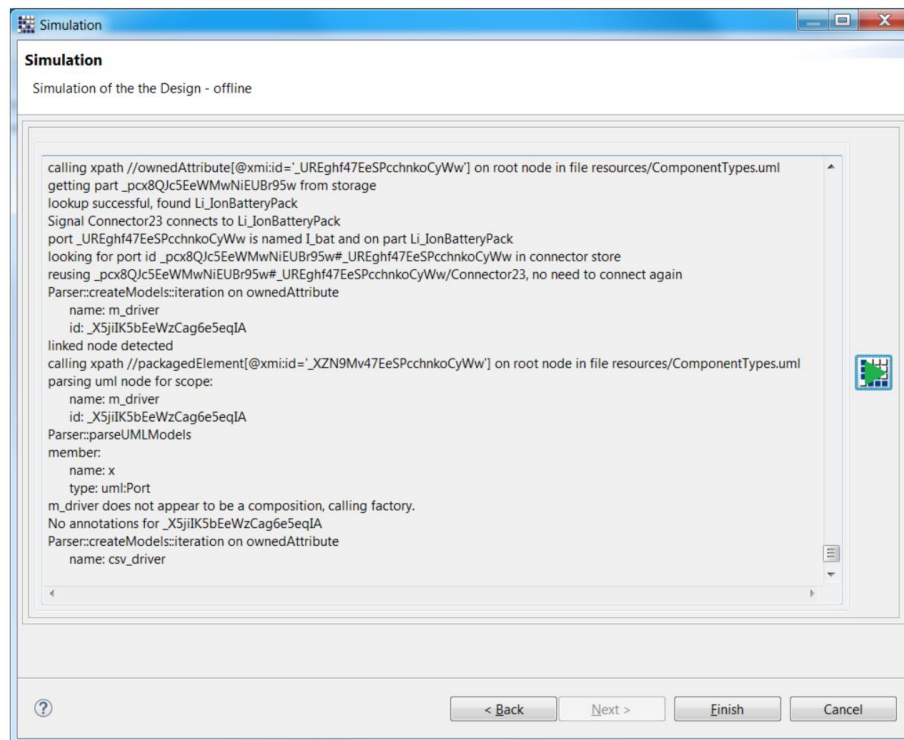 Simulation
Simulation
Simulation of the the Design - offline
calling xpath //ownedAttribute[@xmi:id='_UREghf47EeSPcchnkoCyWw'] on root node in file resources/ComponentTypes.uml
getting part _pcx8QJc5EeWMwNiEUBr95w from storage
lookup successful, found Li_IonBatteryPack
Signal Connector23 connects to Li_IonBatteryPack
port _UREghf47EeSPcchnkoCyWw is named I_bat and on part Li_IonBatteryPack
looking for port id _pcx8QJc5EeWMwNiEUBr95w#_UREghf47EeSPcchnkoCyWw in connector store
reusing _pcx8QJc5EeWMwNiEUBr95w#_UREghf47EeSPcchnkoCyWw/Connector23, no need to connect again
Parser::createModels::iteration on ownedAttribute
name: m_driver
id: _X5jiIK5bEeWzCag6e5eqIA
linked node detected
calling xpath //packagedElement[@xmi:id='_XZN9Mv47EeSPcchnkoCyWw'] on root node in file resources/ComponentTypes.uml
parsing uml node for scope:
name: m_driver
id: _X5jiIK5bEeWzCag6e5eqIA
Parser::parseUMLModels
member:
name: x
type: uml:Port
m_driver does not appear to be a composition, calling factory.
No annotations for _X5jiIK5bEeWzCag6e5eqIA
Parser::createModels::iteration on ownedAttribute
name: csv_driver
? < Back Next > Finish Cancel